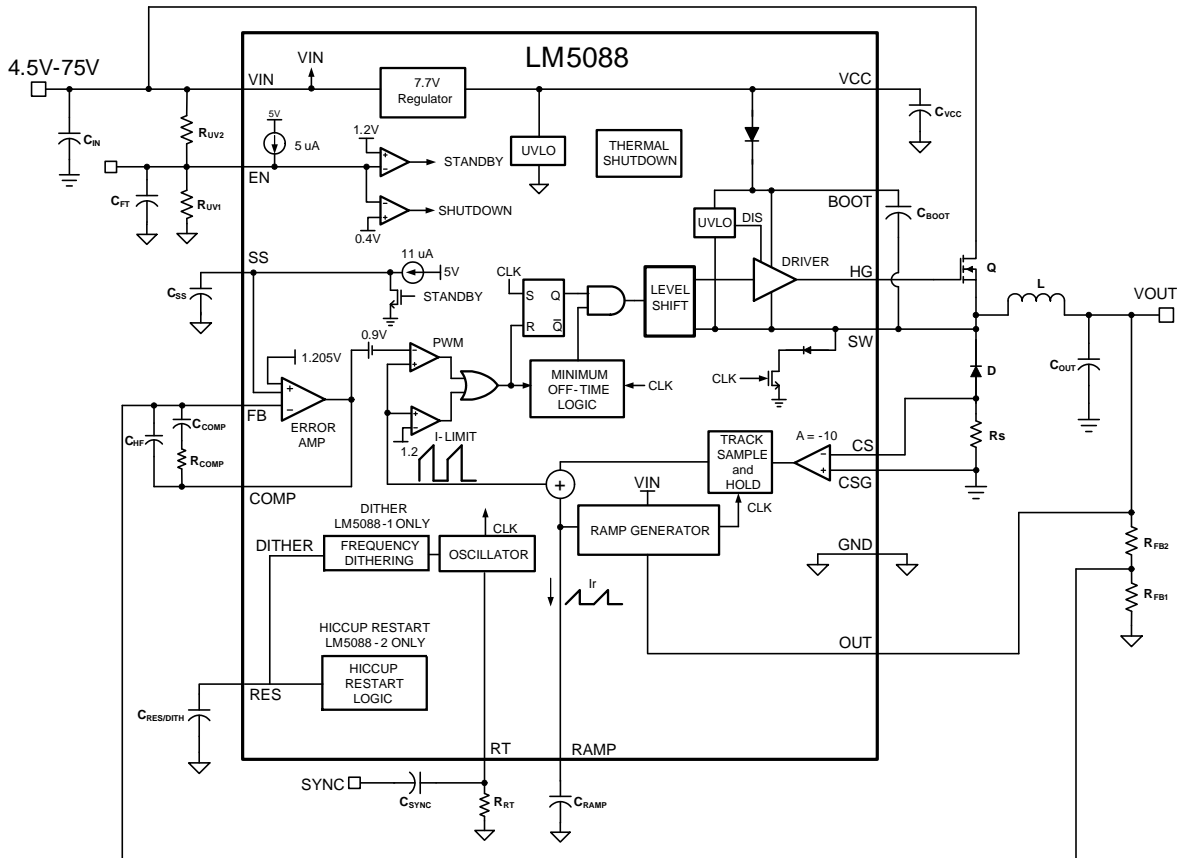 LM5088
4.5V-75V
VIN
VIN
7.7V
Regulator
VCC
CVCC
CIN
RUV2
5V
5 uA
1.2V
STANDBY
UVLO
THERMAL
SHUTDOWN
EN
CFT
RUV1
SHUTDOWN
0.4V
BOOT
CBOOT
UVLO
DIS
DRIVER
HG
Q
SS
11 uA
5V
CSS
STANDBY
CLK
S
Q
R
Q
LEVEL
SHIFT
L
VOUT
SW
COUT
D
0.9V
PWM
1.205V
MINIMUM
OFF-TIME
LOGIC
CLK
CLK
FB
ERROR
AMP
CHF
CCOMP
RCOMP
COMP
1.2
I-LIMIT
TRACK
SAMPLE
and
HOLD
A = -10
CS
CSG
Rs
CLK
VIN
RAMP GENERATOR
DITHER
LM5088-1 ONLY
DITHER
FREQUENCY
DITHERING
CLK
OSCILLATOR
GND
RFB2
RFB1
Ir
HICCUP RESTART
LM5088-2 ONLY
HICCUP
RESTART
LOGIC
OUT
RES
CRES/DITH
RT
RAMP
SYNC
CSYNC
RRT
CRAMP